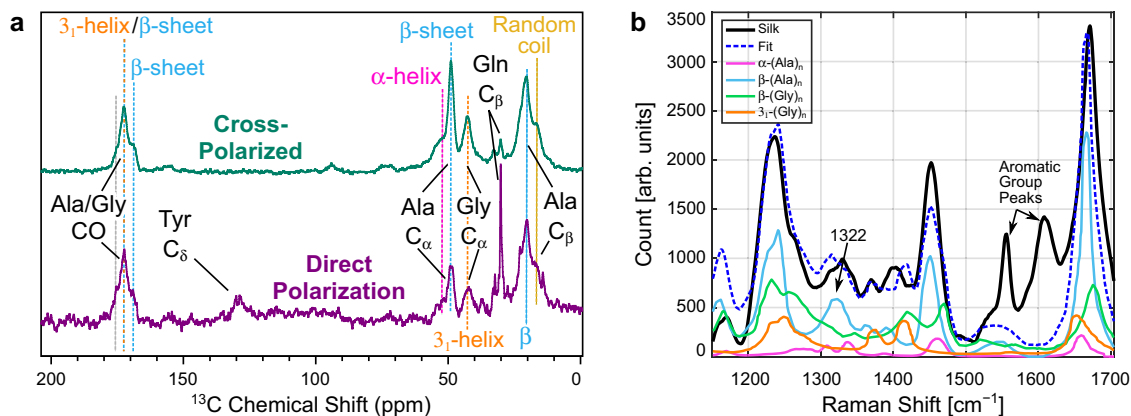 a
3₁-helix/β-sheet
β-sheet
β-sheet
α-helix
Gln
Cβ
Random
coil
Cross-
Polarized
Ala/Gly
CO
Tyr
Cδ
Direct
Polarization
Ala
Cα
Gly
Cα
Ala
Cβ
3₁-helix
β
200 150 100 50 0
¹³C Chemical Shift (ppm)
b
Silk
Fit
α-(Ala)ₙ
β-(Ala)ₙ
β-(Gly)ₙ
3₁-(Gly)ₙ
Aromatic
Group
Peaks
1322
3500
3000
2500
2000
1500
1000
500
0
Count [arb. units]
1200 1300 1400 1500 1600 1700
Raman Shift [cm⁻¹]